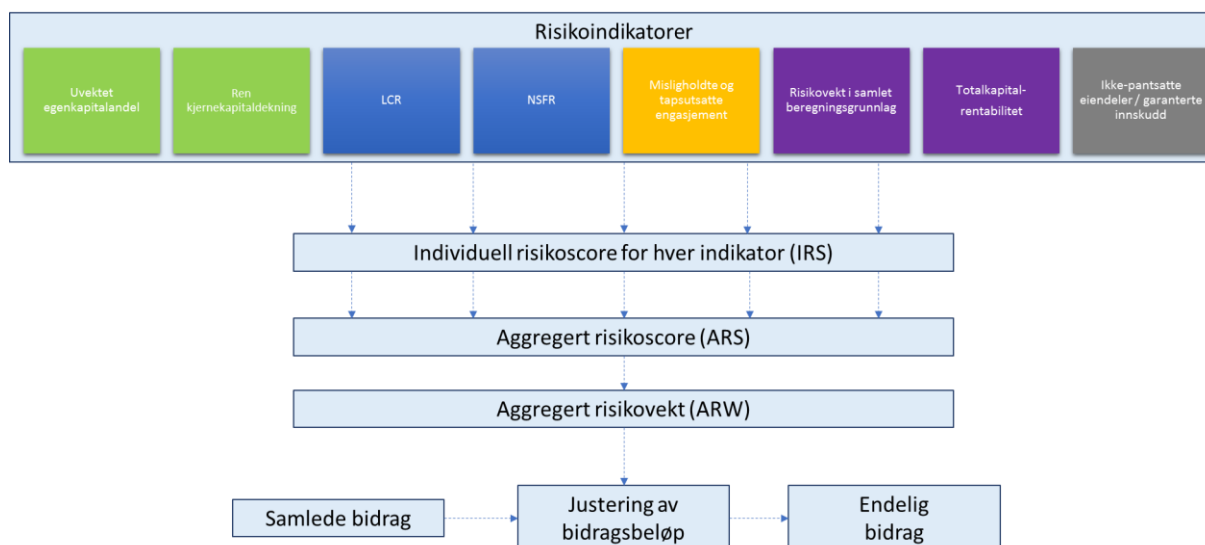 Risikoindikatorer
Uvektet
egenkapitalandel
Ren
kjernekapitaldekning
LCR
NSFR
Misligholdte og
tapsutsatte
engasjement
Risikovekt i samlet
beregningsgrunnlag
Totalkapital-
rentabilitet
Ikke-pantsatte
eiendeler / garanterte
innskudd
Individuell risikoscore for hver indikator (IRS)
Aggregert risikoscore (ARS)
Aggregert risikovekt (ARW)
Samlede bidrag
Justering av
bidragsbeløp
Endelig
bidrag